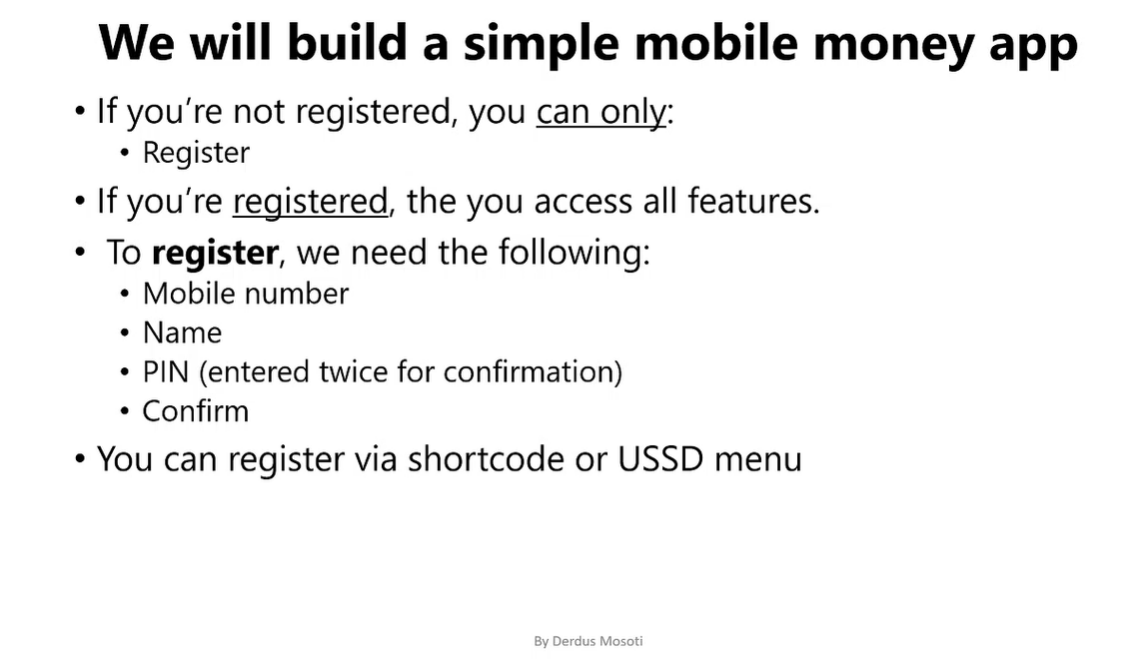 We will build a simple mobile money app
• If you're not registered, you can only:
• Register
• If you're registered, the you access all features.
• To register, we need the following:
• Mobile number
• Name
• PIN (entered twice for confirmation)
• Confirm
• You can register via shortcode or USSD menu
By Derdus Mosoti